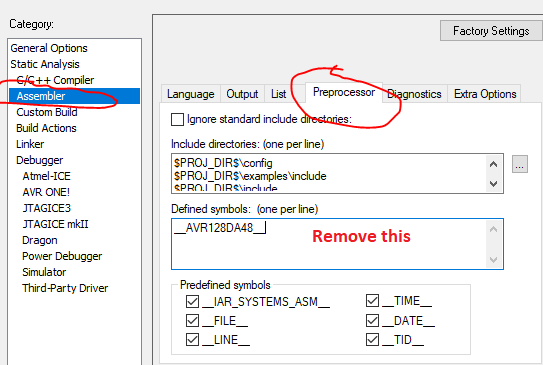 Category:
Factory Settings
General Options
Static Analysis
C/C++ Compiler
Assembler
Custom Build
Build Actions
Linker
Debugger
Atmel-ICE
AVR ONE!
JTAGICE3
JTAGICE mkII
Dragon
Power Debugger
Simulator
Third-Party Driver
Language Output List Preprocessor Diagnostics Extra Options
Ignore standard include directories:
Include directories: (one per line)
$PROJ_DIR$\config
$PROJ_DIR$\examples\include
$PROJ_DIR$\include
...
Defined symbols: (one per line)
__AVR128DA48__
Remove this
Predefined symbols
__IAR_SYSTEMS_ASM__ __TIME__
__FILE__ __DATE__
__LINE__ __TID__